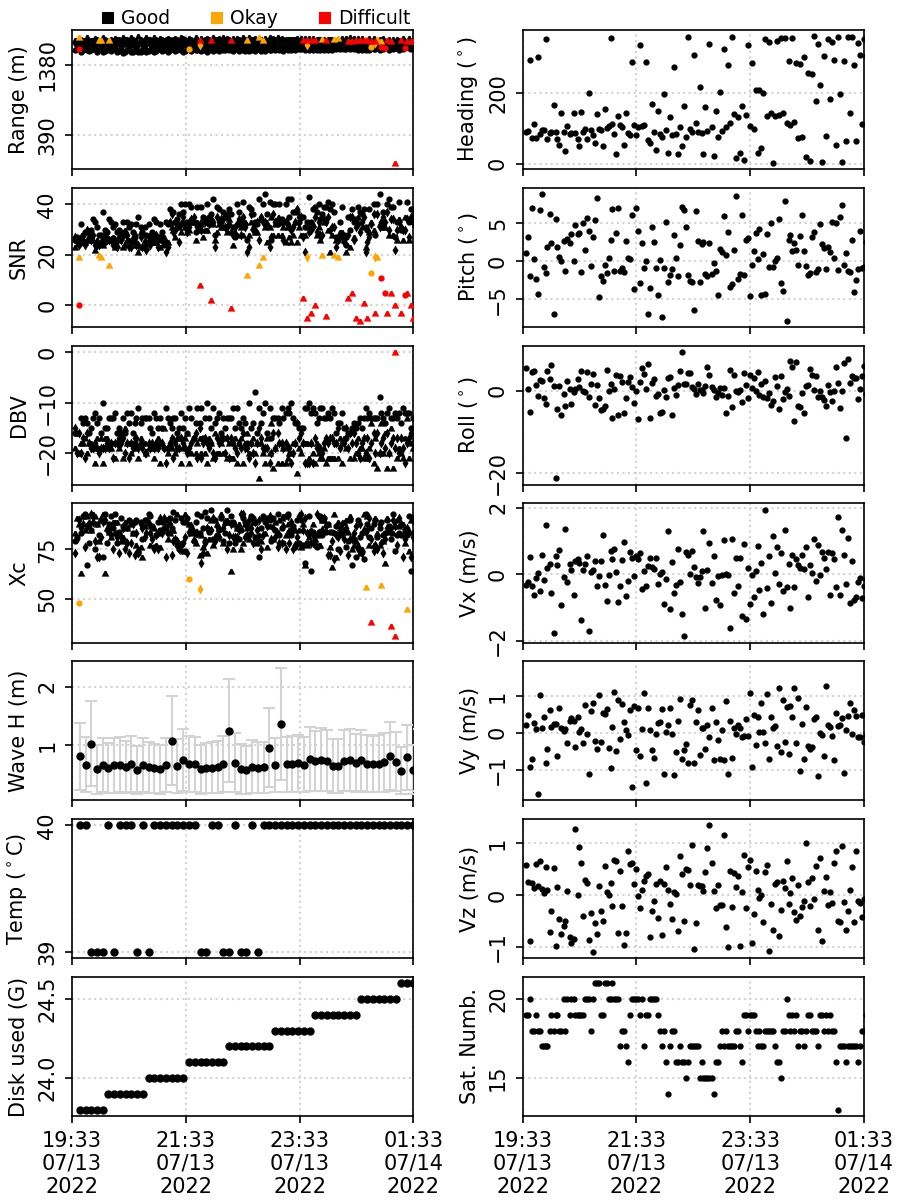 Good Okay Difficult
Range (m)
1380
390
Heading (°)
200
0
SNR
40
20
0
Pitch (°)
5
0
−5
DBV
0
−10
−20
Roll (°)
0
−20
Xc
75
50
Vx (m/s)
2
0
−2
Wave H (m)
2
1
Vy (m/s)
1
0
−1
Temp (°C)
40
39
Vz (m/s)
1
0
−1
Disk used (G)
24.5
24.0
Sat. Numb.
20
15
19:33 21:33 23:33 01:33
07/13 07/13 07/13 07/14
2022 2022 2022 2022
19:33 21:33 23:33 01:33
07/13 07/13 07/13 07/14
2022 2022 2022 2022